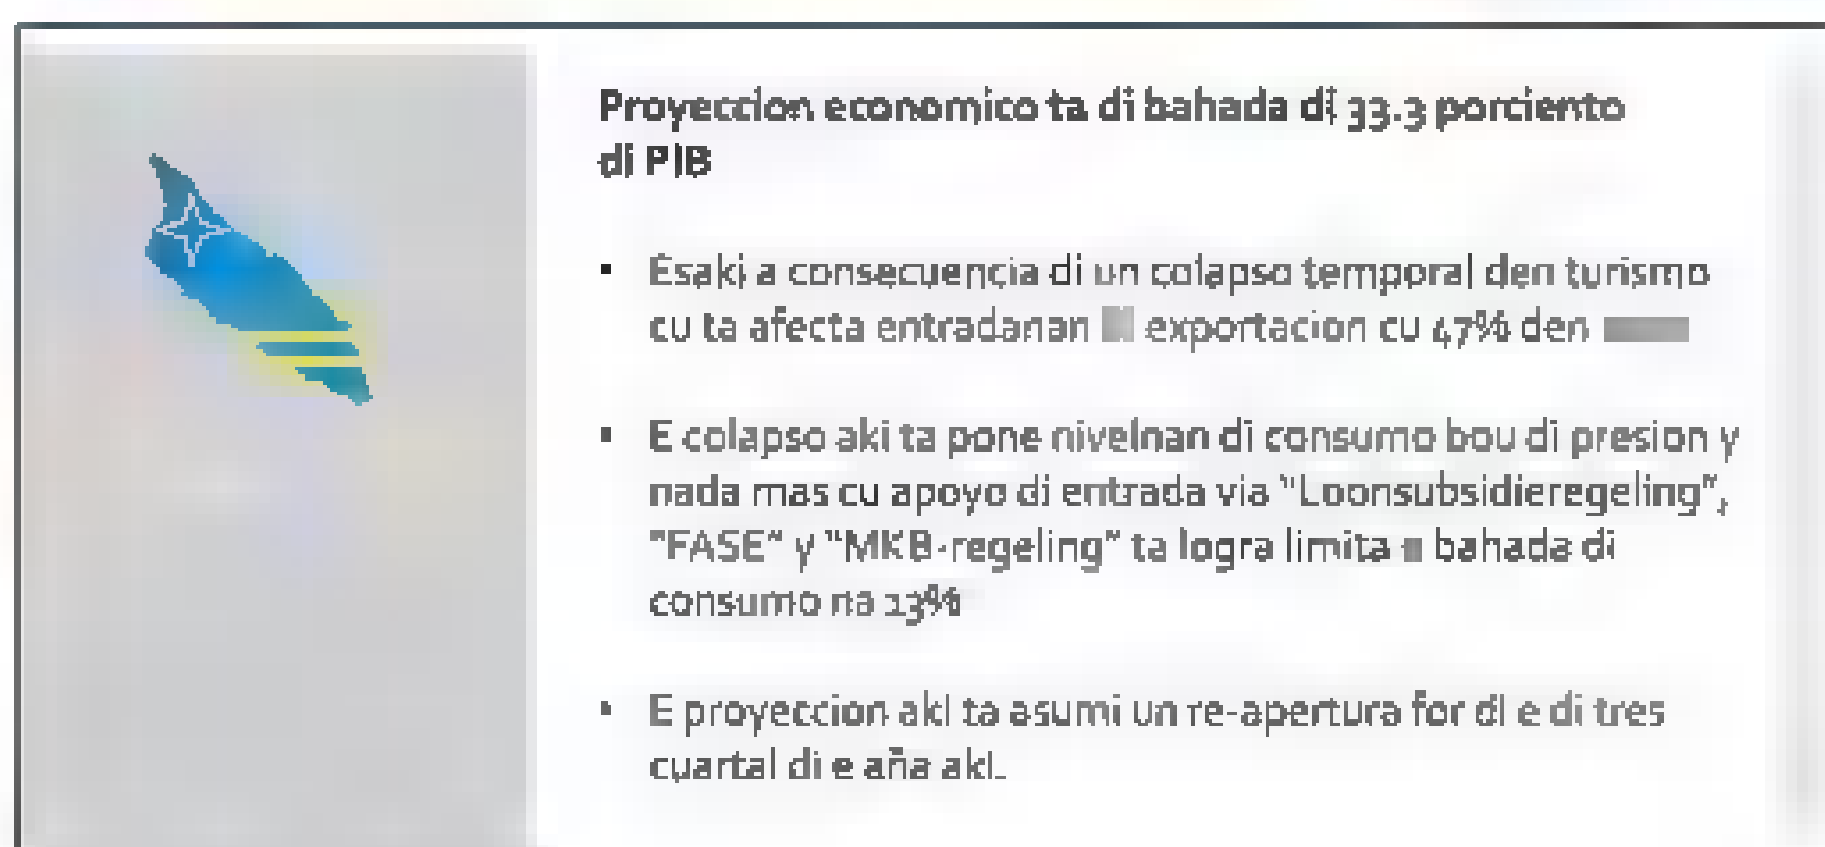 Proyeccion economico ta di bahada di 33.3 porciento
di PIB
▪ Esaki a consecuencia di un colapso temporal den turismo
cu ta afecta entradanan exportacion cu 47% den
▪ E colapso aki ta pone nivelnan di consumo bou di presion y
nada mas cu apoyo di entrada via "Loonsubsidieregeling",
"FASE" y "MKB-regeling" ta logra limita e bahada di
consumo na 13%
▪ E proyeccion aki ta asumi un re-apertura for di e di tres
cuartal di e aña aki.